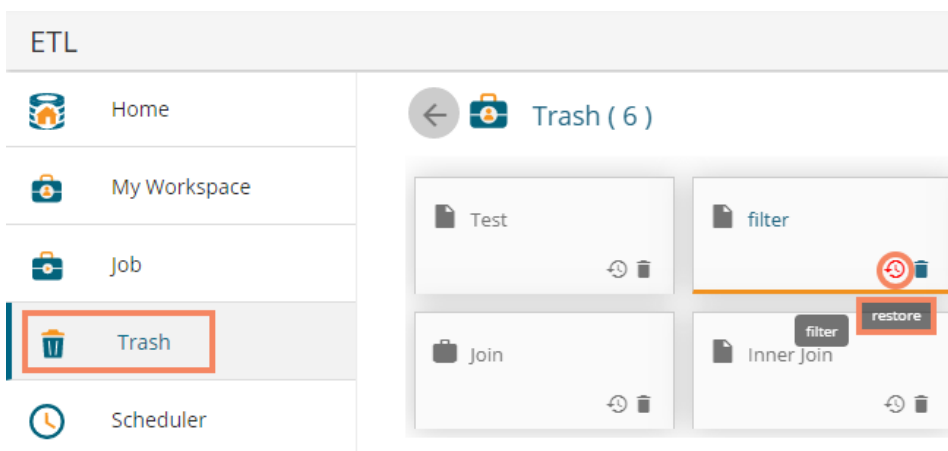 ETL
Home
My Workspace
Job
Trash
Scheduler
Trash ( 6 )
Test
filter
restore
filter
Join
Inner Join